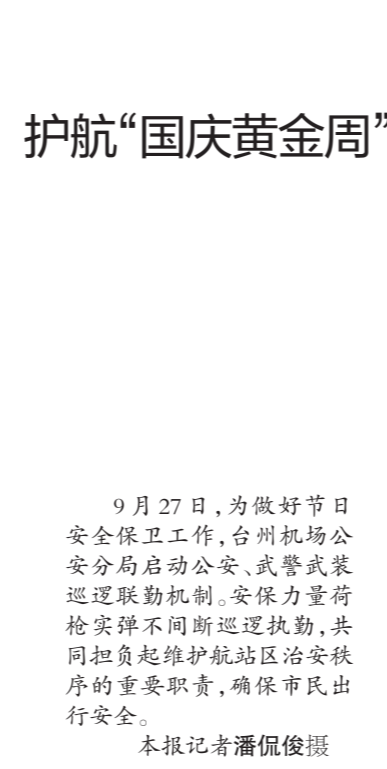 护航“国庆黄金周”
9月27日，为做好节日
安全保卫工作，台州机场公
安分局启动公安、武警武装
巡逻联勤机制。安保力量荷
枪实弹不间断巡逻执勤，共
同担负起维护航站区治安秩
序的重要职责，确保市民出
行安全。
本报记者潘侃俊摄